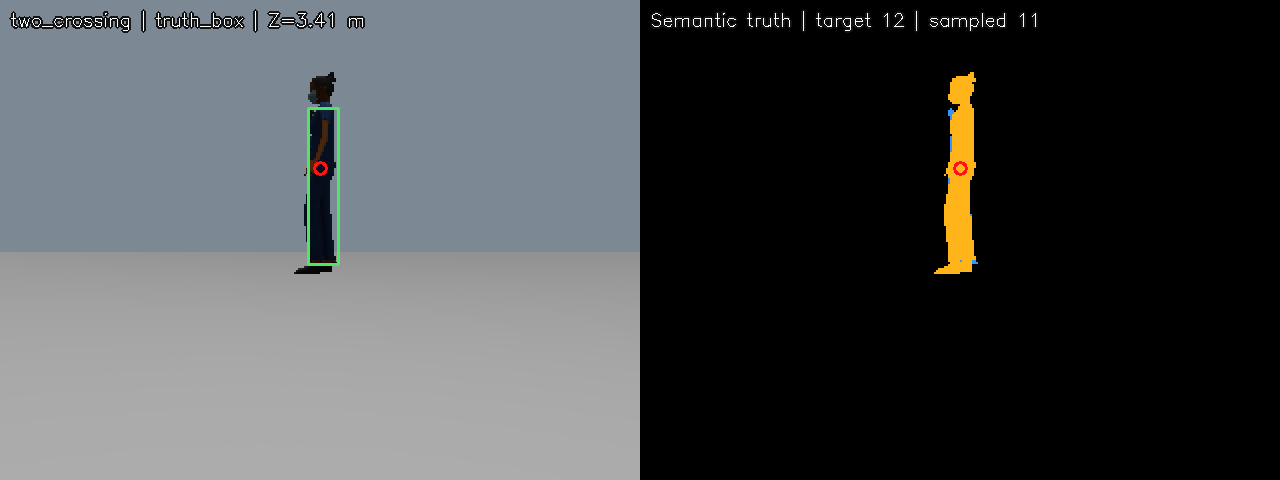 two_crossing | truth_box | Z=3.41 m
Semantic truth | target 12 | sampled 11